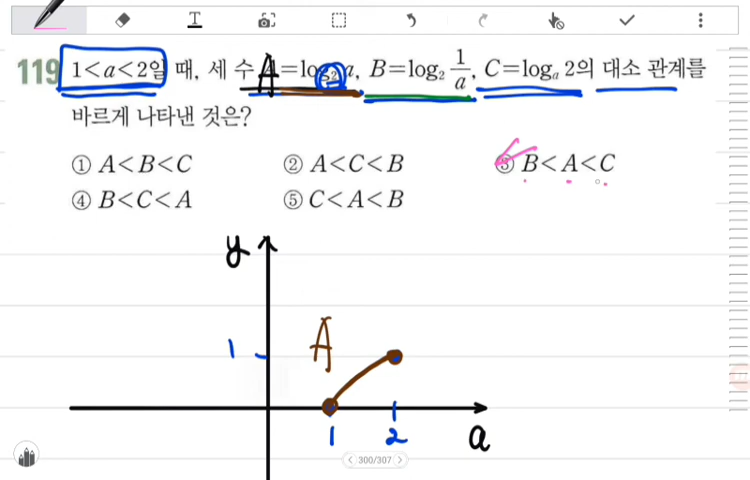 T
119 1<a<2일 때, 세 수 A=log₂ a, B=log₂ 1/a, C=logₐ 2의 대소 관계를
바르게 나타낸 것은?
① A<B<C ② A<C<B ③ B<A<C
④ B<C<A ⑤ C<A<B
y
A
1
1 2 a
300/307